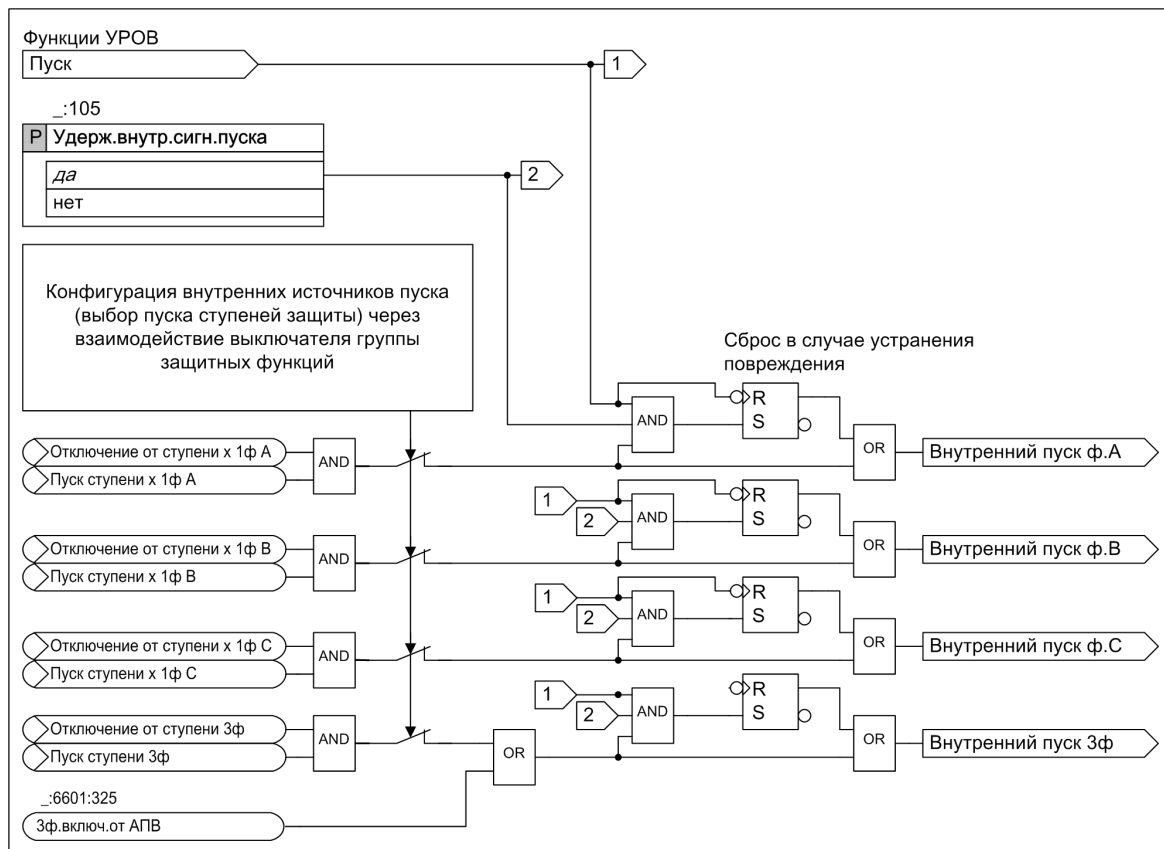 Функции УРОВ
Пуск
1
_:105
P Удерж.внутр.сигн.пуска
да
2
нет
Конфигурация внутренних источников пуска
(выбор пуска ступеней защиты) через
взаимодействие выключателя группы
защитных функций
Сброс в случае устранения
повреждения
R
S
AND
Отключение от ступени x 1ф A
Пуск ступени x 1ф A
AND
OR
Внутренний пуск ф.A
1
2
AND
R
S
Отключение от ступени x 1ф B
Пуск ступени x 1ф B
AND
OR
Внутренний пуск ф.B
1
2
AND
R
S
Отключение от ступени x 1ф C
Пуск ступени x 1ф C
AND
OR
Внутренний пуск ф.C
1
2
AND
R
S
Отключение от ступени 3ф
Пуск ступени 3ф
AND
OR
OR
Внутренний пуск 3ф
_:6601:325
3ф.включ.от АПВ